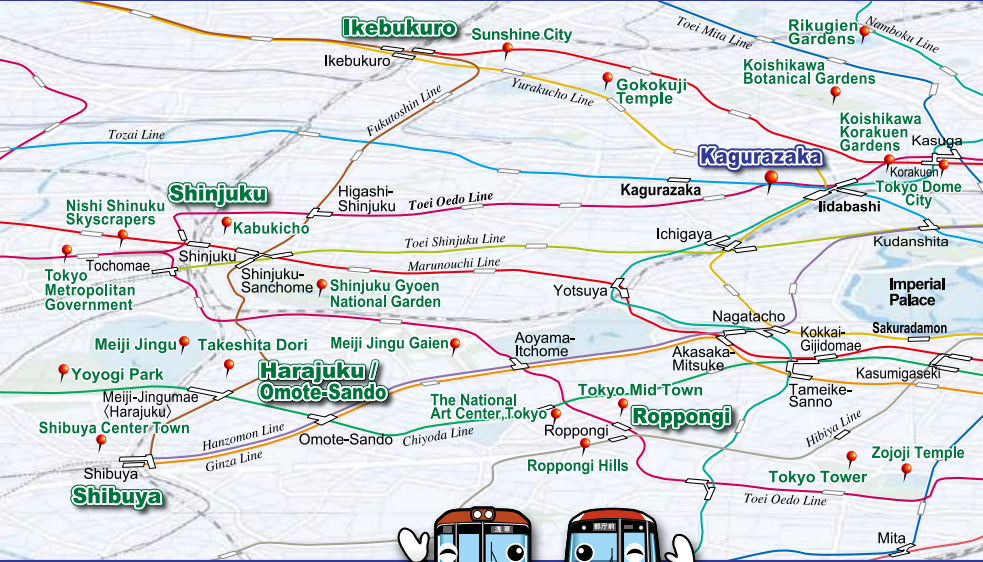 Ikebukuro
Ikebukuro
Sunshine City
Toei Mita Line
Rikugien
Gardens
Namboku Line
Koishikawa
Botanical Gardens
Gokokuji
Temple
Yurakucho Line
Fukutoshin Line
Koishikawa
Korakuen
Gardens
Kasuga
Korakuen
Tokyo Dome
City
Tozai Line
Kagurazaka
Kagurazaka
Iidabashi
Shinjuku
Higashi-
Shinjuku
Toei Oedo Line
Nishi Shinuku
Skyscrapers
Kabukicho
Ichigaya
Toei Shinjuku Line
Kudanshita
Shinjuku
Tochomae
Marunouchi Line
Tokyo
Metropolitan
Government
Shinjuku-
Sanchome
Shinjuku Gyoen
National Garden
Yotsuya
Imperial
Palace
Nagatacho
Kokkai-
Gijidomae
Sakuradamon
Meiji Jingu
Takeshita Dori
Meiji Jingu Gaien
Aoyama-
Itchome
Akasaka-
Mitsuke
Kasumigaseki
Yoyogi Park
Harajuku /
Omote-Sando
Tameike-
Sanno
Meiji-Jingumae
〈Harajuku〉
The National
Art Center,Tokyo
Tokyo Mid Town
Roppongi
Roppongi
Shibuya Center Town
Hanzomon Line
Ginza Line
Omote-Sando
Chiyoda Line
Hibiya Line
Roppongi Hills
Zojoji Temple
Tokyo Tower
Shibuya
Shibuya
Toei Oedo Line
浅草
都庁前
Mita